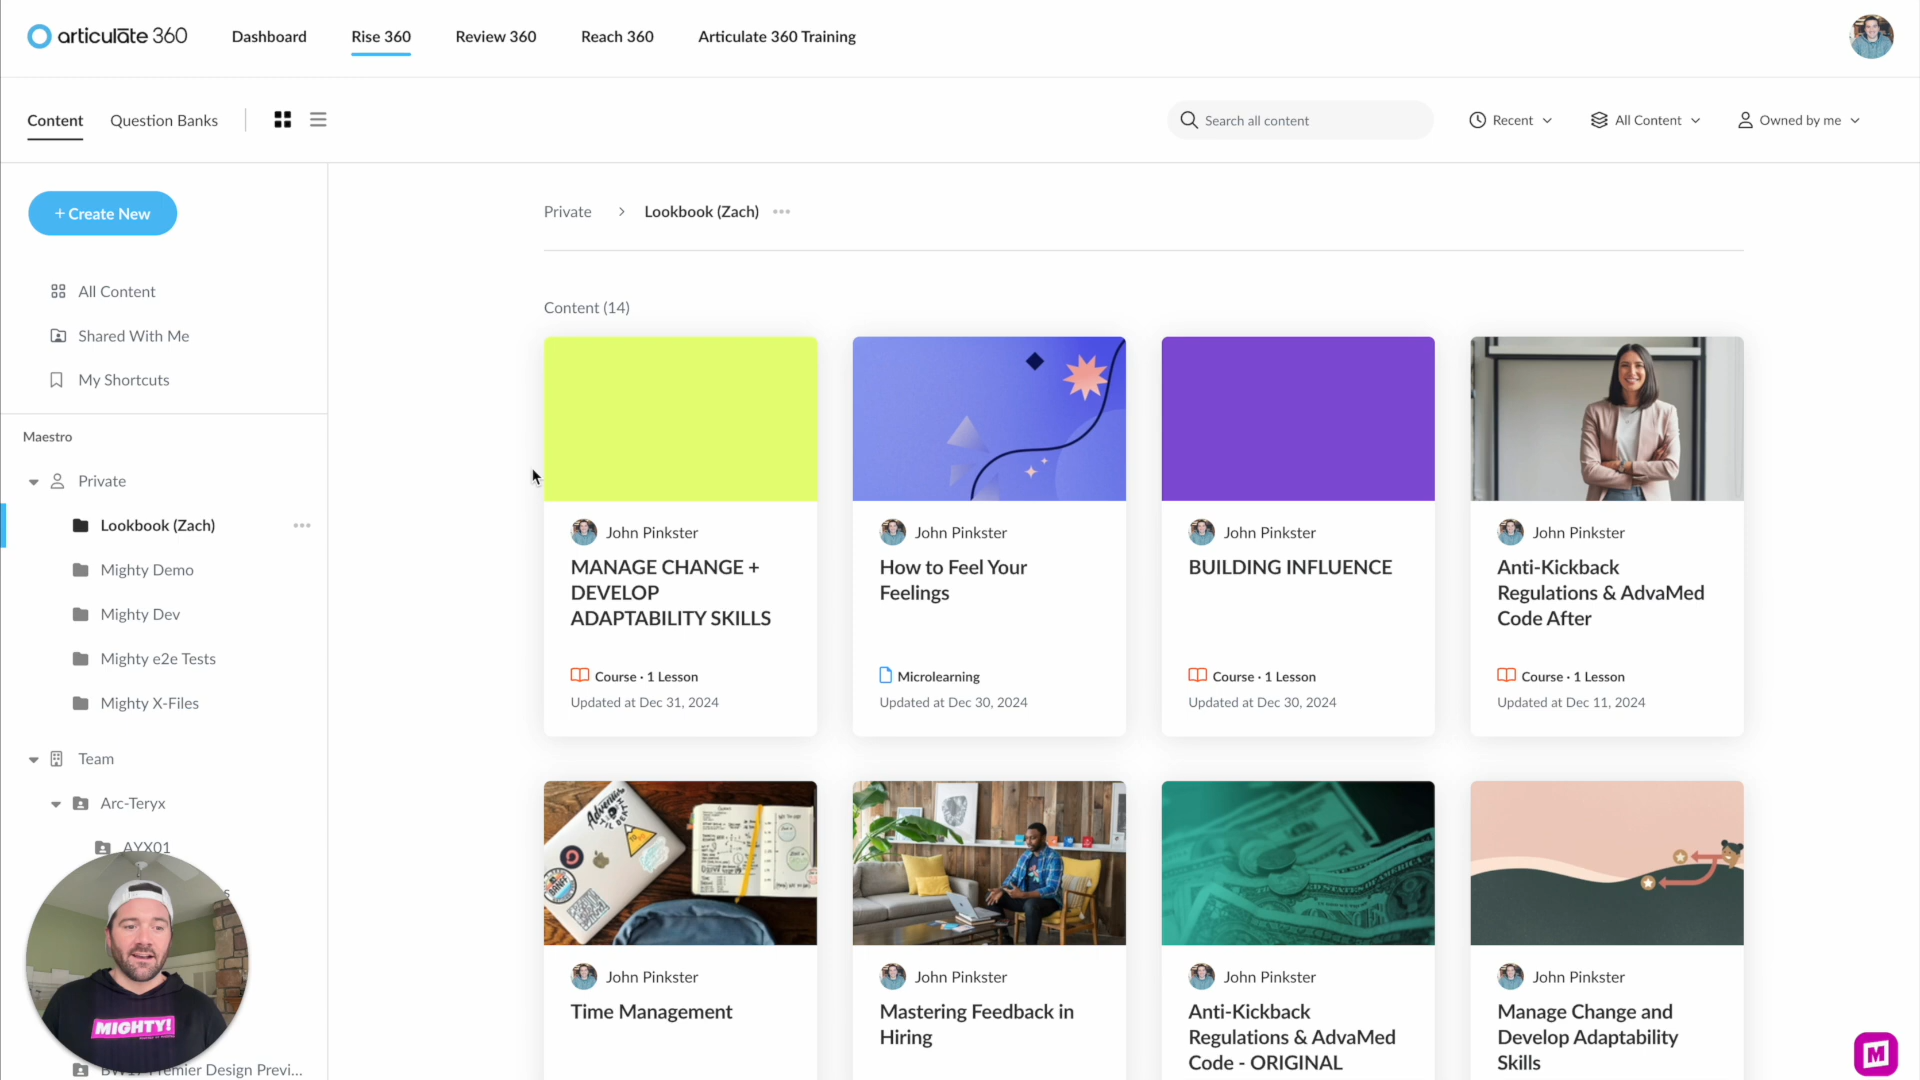 articulate 360
Dashboard
Rise 360
Review 360
Reach 360
Articulate 360 Training
Content
Question Banks
Search all content
Recent
All Content
Owned by me
+ Create New
All Content
Shared With Me
My Shortcuts
Maestro
Private
Lookbook (Zach)
Mighty Demo
Mighty Dev
Mighty e2e Tests
Mighty X-Files
Team
Arc-Teryx
AYX01
MIGHTY!
Private > Lookbook (Zach)
Content (14)
John Pinkster
MANAGE CHANGE +
DEVELOP
ADAPTABILITY SKILLS
Course · 1 Lesson
Updated at Dec 31, 2024
John Pinkster
How to Feel Your
Feelings
Microlearning
Updated at Dec 30, 2024
John Pinkster
BUILDING INFLUENCE
Course · 1 Lesson
Updated at Dec 30, 2024
John Pinkster
Anti-Kickback
Regulations & AdvaMed
Code After
Course · 1 Lesson
Updated at Dec 11, 2024
John Pinkster
Time Management
John Pinkster
Mastering Feedback in
Hiring
John Pinkster
Anti-Kickback
Regulations & AdvaMed
Code - ORIGINAL
John Pinkster
Manage Change and
Develop Adaptability
Skills
M